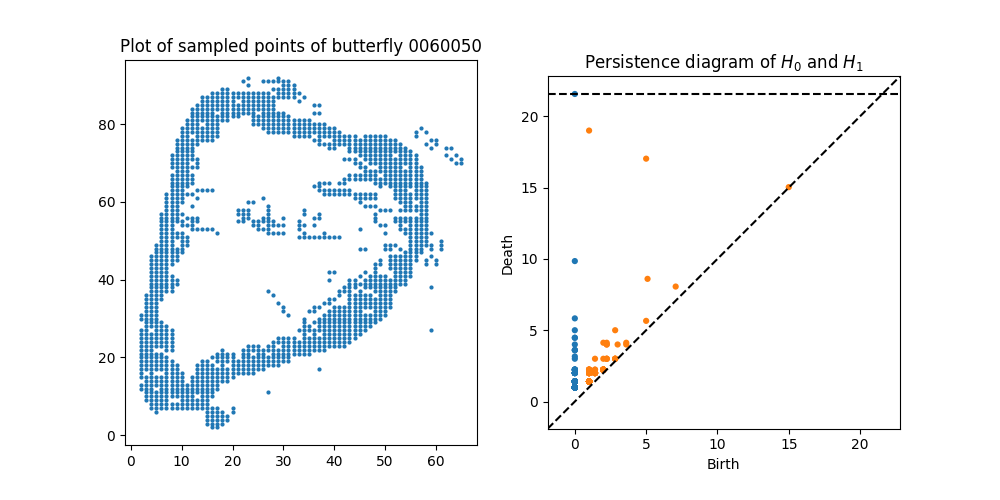 Plot of sampled points of butterfly 0060050
80
60
40
20
0
0 10 20 30 40 50 60
Persistence diagram of $H_0$ and $H_1$
Death
20
15
10
5
0
0 5 10 15 20
Birth